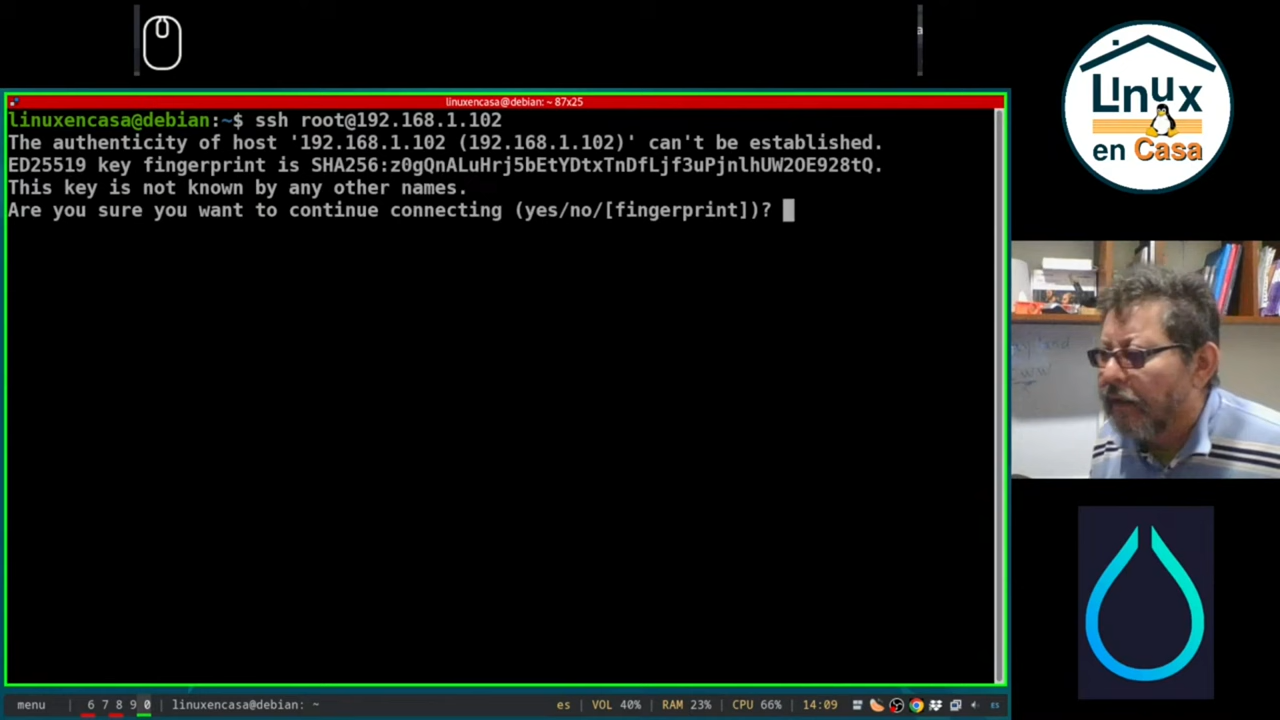 linuxencasa@debian: ~ 87x25
linuxencasa@debian:~$ ssh root@192.168.1.102
The authenticity of host '192.168.1.102 (192.168.1.102)' can't be established.
ED25519 key fingerprint is SHA256:z0gQnALuHrj5bEtYDtxTnDfLjf3uPjnlhUW2OE928tQ.
This key is not known by any other names.
Are you sure you want to continue connecting (yes/no/[fingerprint])?
menu | 6 7 8 9 0 | linuxencasa@debian: ~
es | VOL 40% | RAM 23% | CPU 66% | 14:09
ES
a
Linux
en Casa